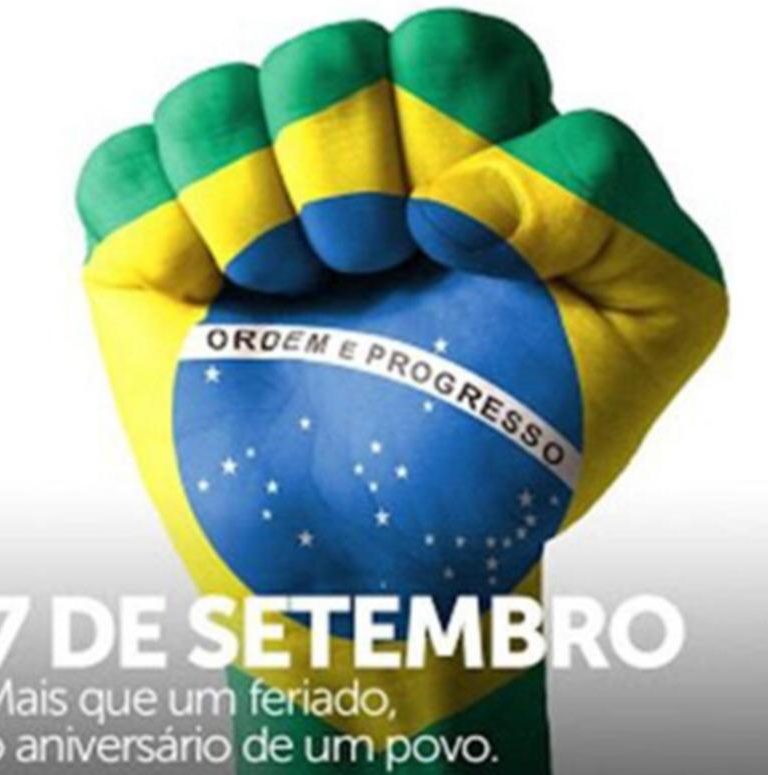 ORDEM E PROGRESSO
7 DE SETEMBRO
Mais que um feriado,
o aniversário de um povo.